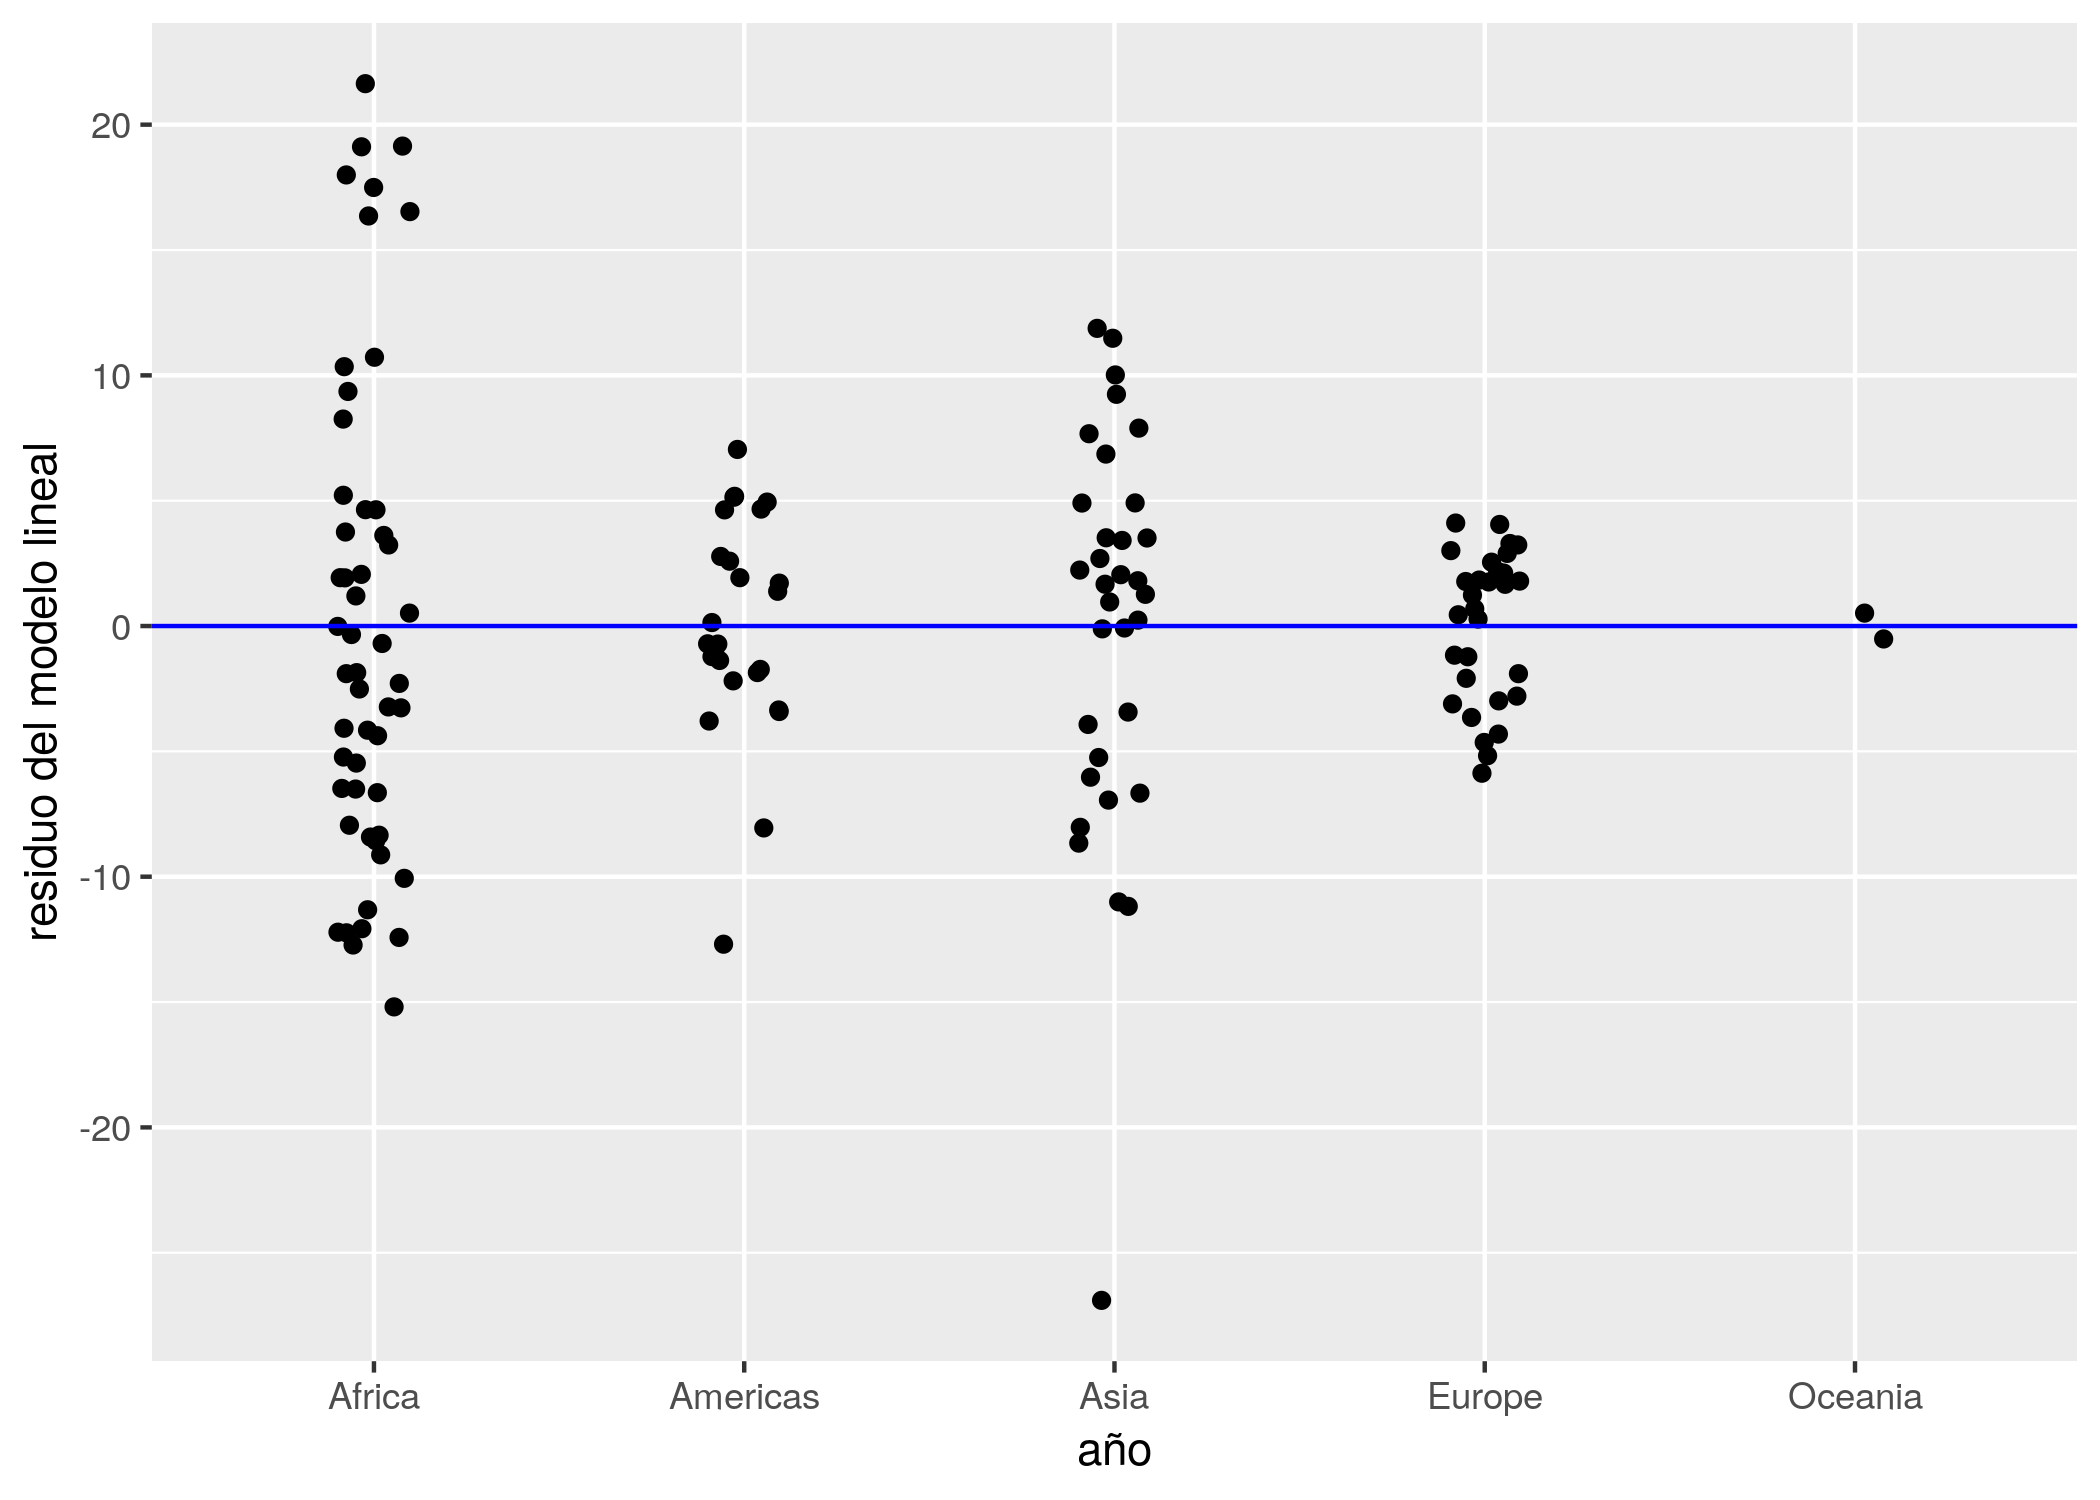 residuo del modelo lineal
20
10
0
-10
-20
Africa
Americas
Asia
Europe
Oceania
año